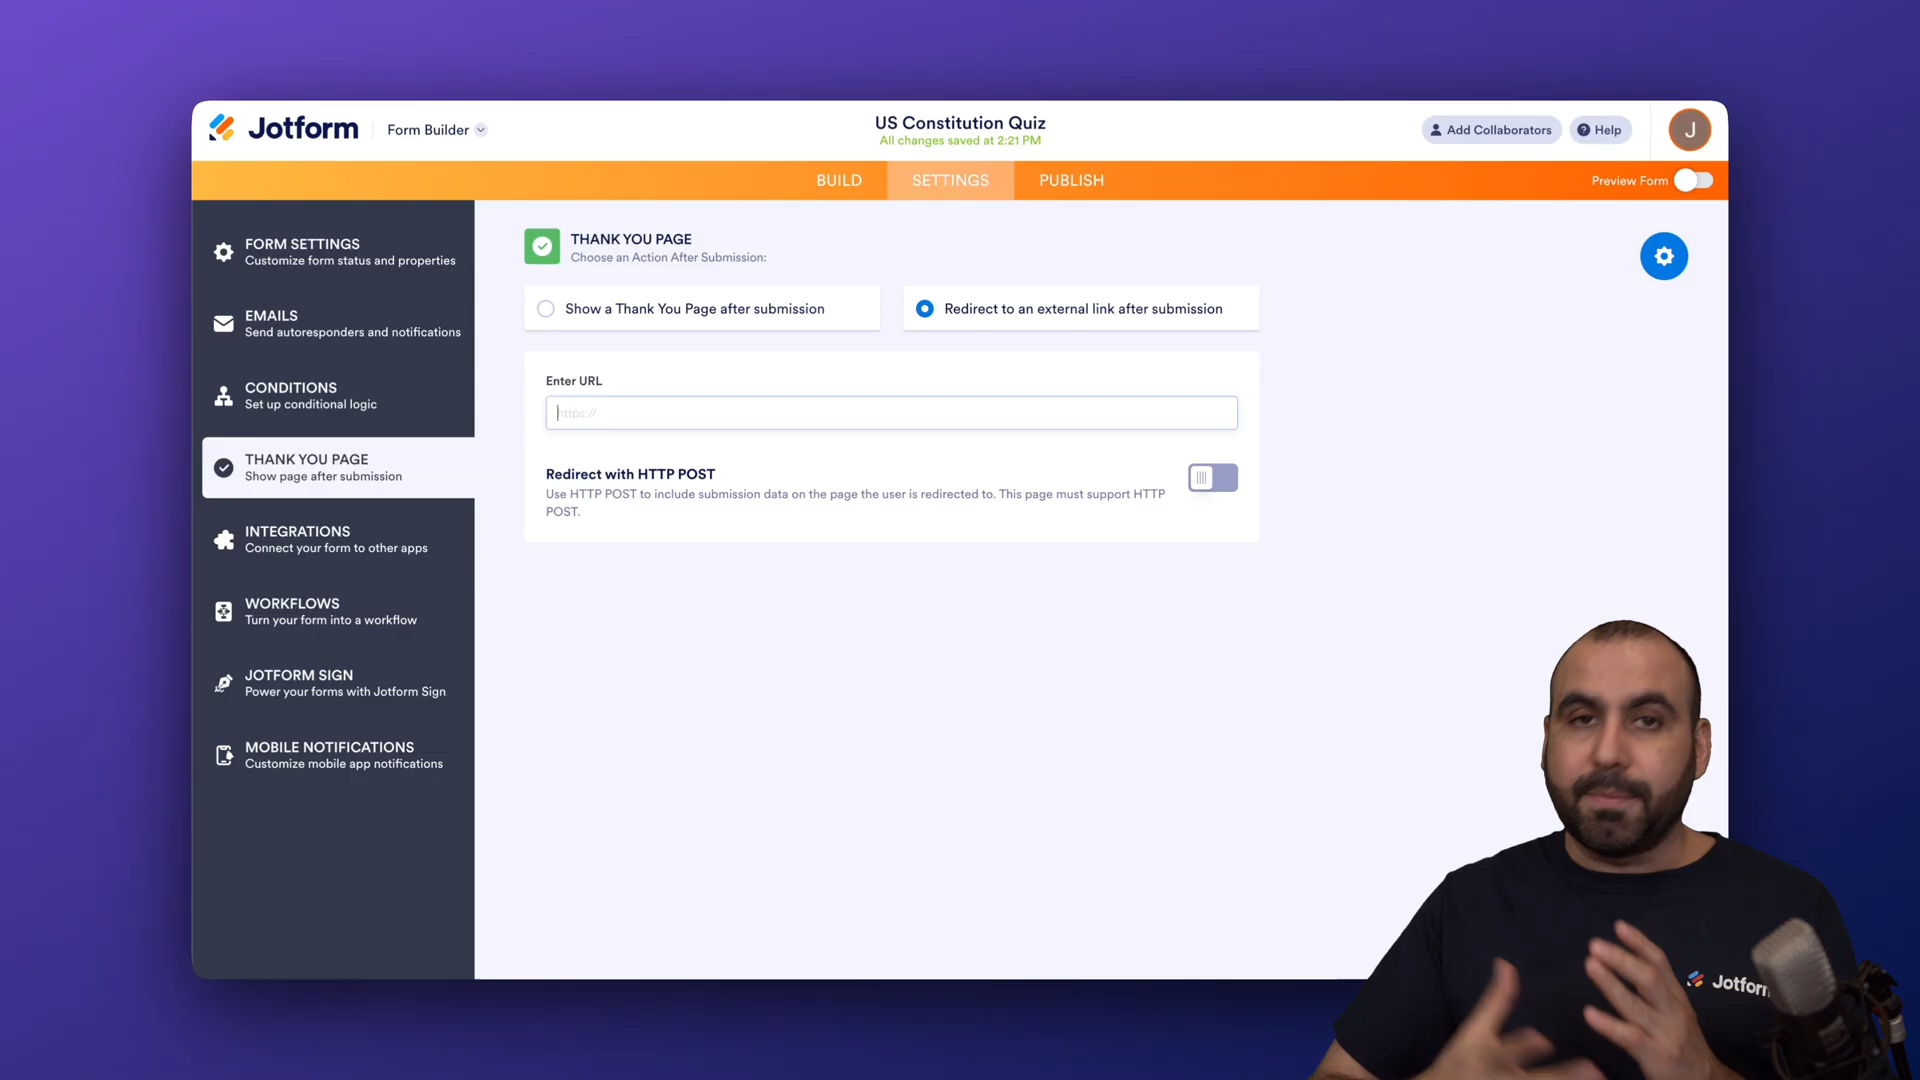 Jotform
Form Builder
US Constitution Quiz
All changes saved at 2:21 PM
Add Collaborators
Help
J
BUILD
SETTINGS
PUBLISH
Preview Form
FORM SETTINGS
Customize form status and properties
EMAILS
Send autoresponders and notifications
CONDITIONS
Set up conditional logic
THANK YOU PAGE
Show page after submission
INTEGRATIONS
Connect your form to other apps
WORKFLOWS
Turn your form into a workflow
JOTFORM SIGN
Power your forms with Jotform Sign
MOBILE NOTIFICATIONS
Customize mobile app notifications
THANK YOU PAGE
Choose an Action After Submission:
Show a Thank You Page after submission
Redirect to an external link after submission
Enter URL
https://
Redirect with HTTP POST
Use HTTP POST to include submission data on the page the user is redirected to. This page must support HTTP
POST.
Jotform